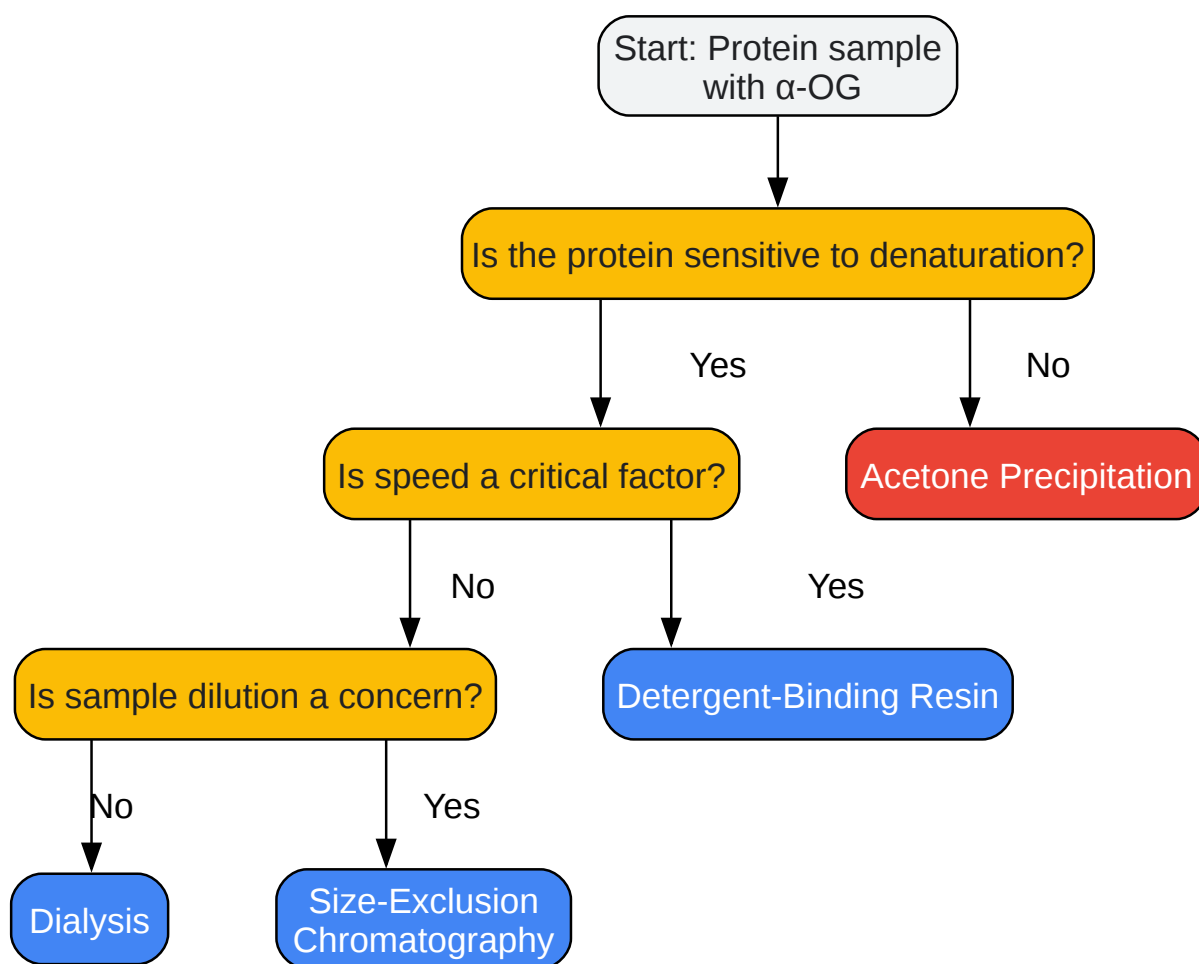 Start: Protein sample
with α-OG
Is the protein sensitive to denaturation?
Yes
No
Is speed a critical factor?
Acetone Precipitation
No
Yes
Is sample dilution a concern?
Detergent-Binding Resin
No
Yes
Dialysis
Size-Exclusion
Chromatography